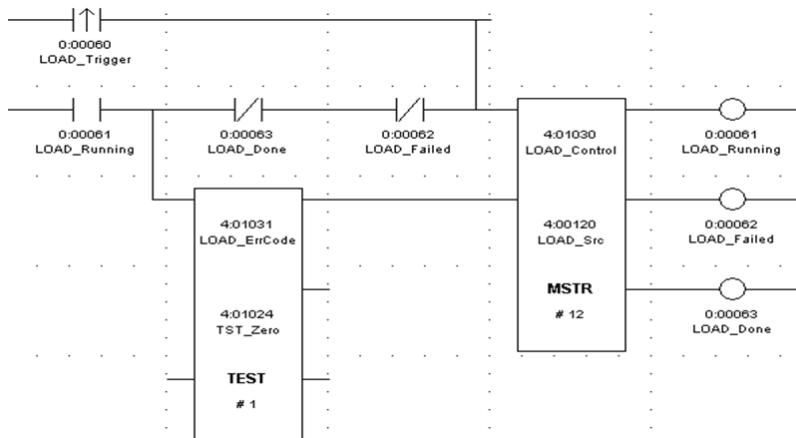 0:00060
LOAD_Trigger
0:00061
LOAD_Running
0:00063
LOAD_Done
0:00062
LOAD_Failed
4:01030
LOAD_Control
0:00061
LOAD_Running
4:01031
LOAD_ErrCode
4:00120
LOAD_Src
0:00062
LOAD_Failed
MSTR
# 12
4:01024
TST_Zero
0:00063
LOAD_Done
TEST
# 1